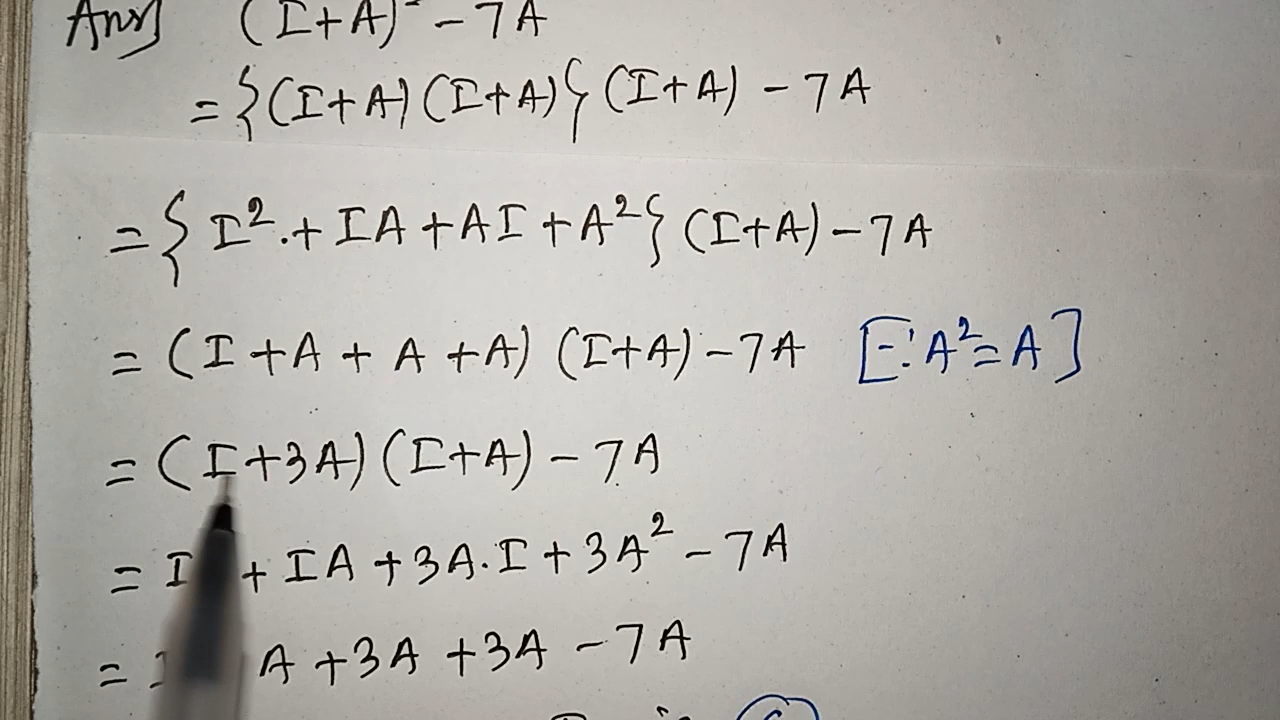 Ans (I+A) - 7A
= {(I+A)(I+A)} (I+A) - 7A
= { I². + IA + AI + A² } (I+A) - 7A
= (I + A + A + A) (I+A) - 7A [∵ A² = A]
= (I+3A) (I+A) - 7A
= I + IA + 3A.I + 3A² - 7A
= A + 3A + 3A - 7A